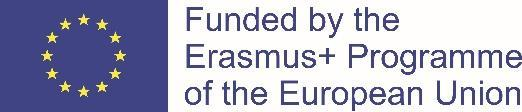 Funded by the
Erasmus+ Programme
of the European Union